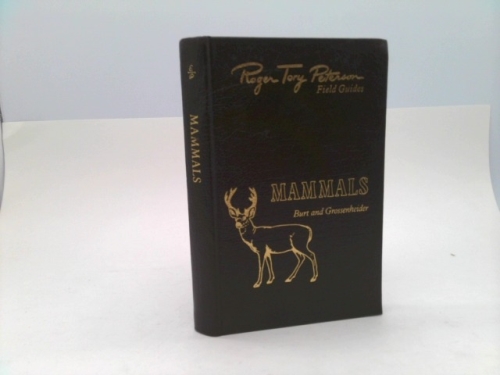 MAMMALS
Roger Tory Peterson
Field Guides
MAMMALS
Burt and Grossenheider